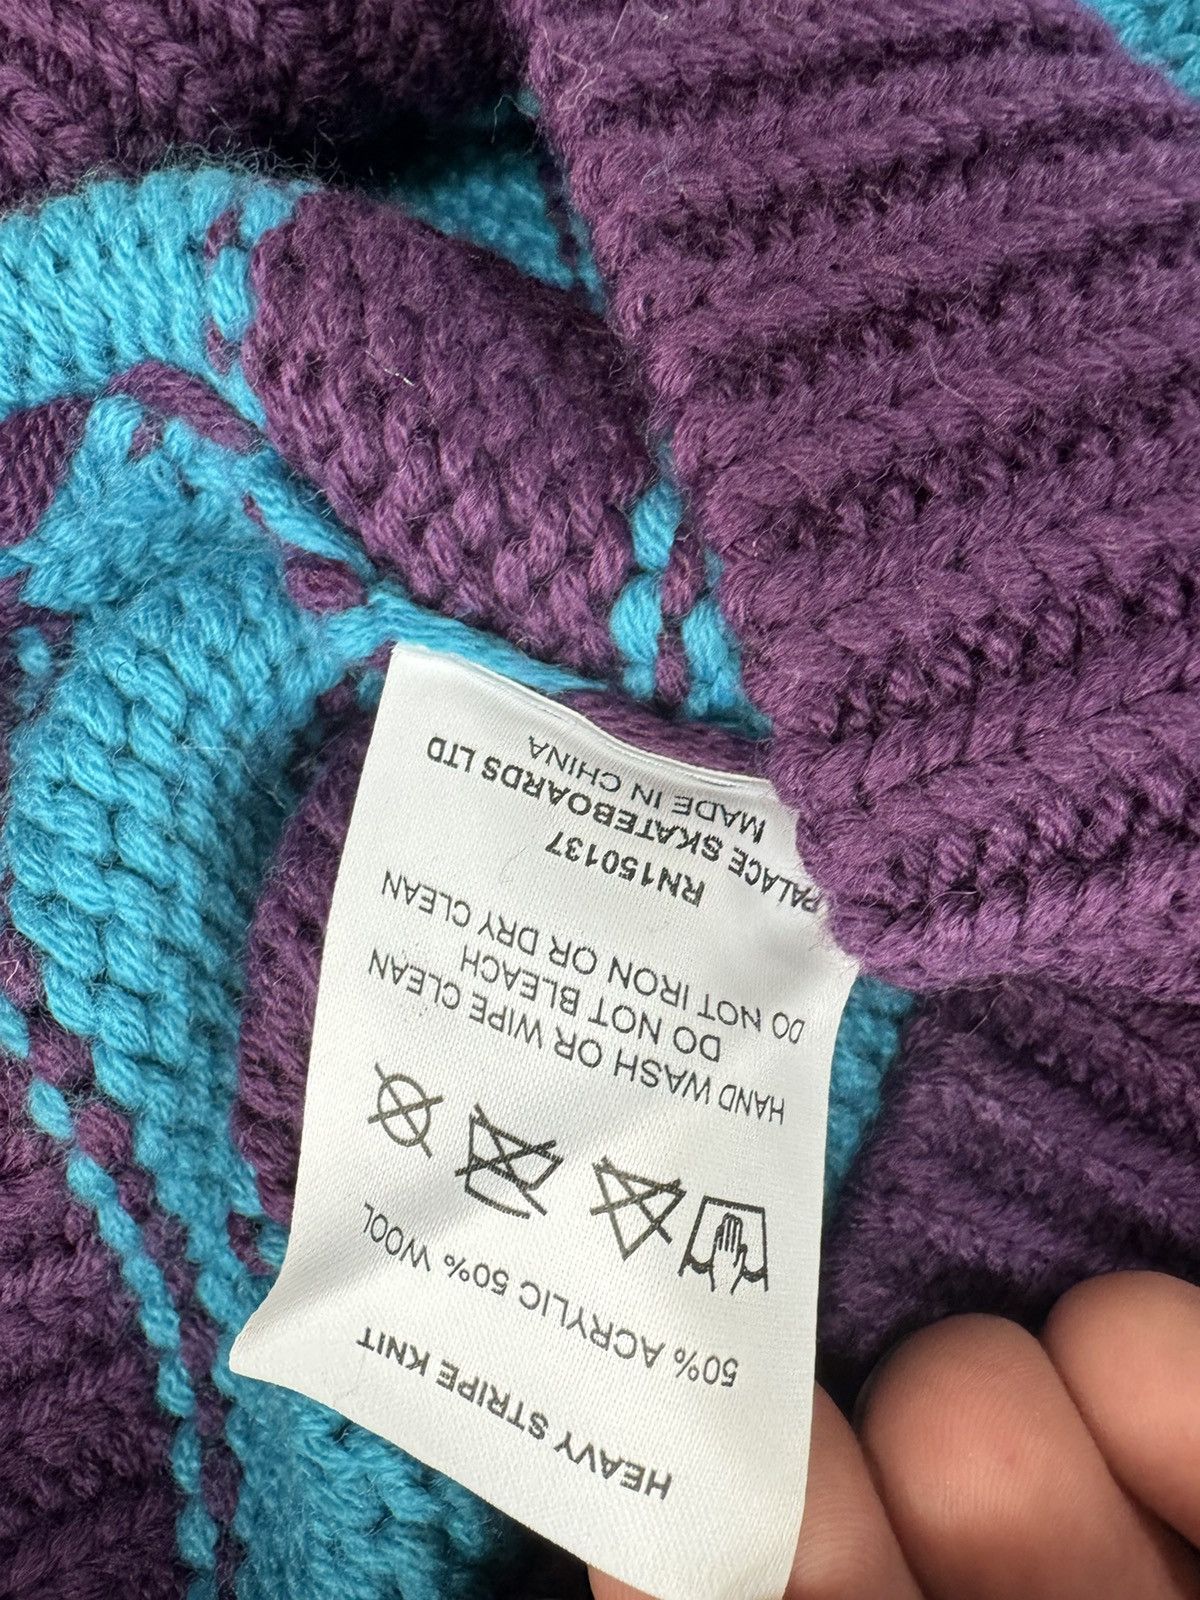 HEAVY STRIPE KNIT
50% ACRYLIC 50% WOOL
HAND WASH OR WIPE CLEAN
DO NOT BLEACH
DO NOT IRON OR DRY CLEAN
RN150137
PALACE SKATEBOARDS LTD
MADE IN CHINA